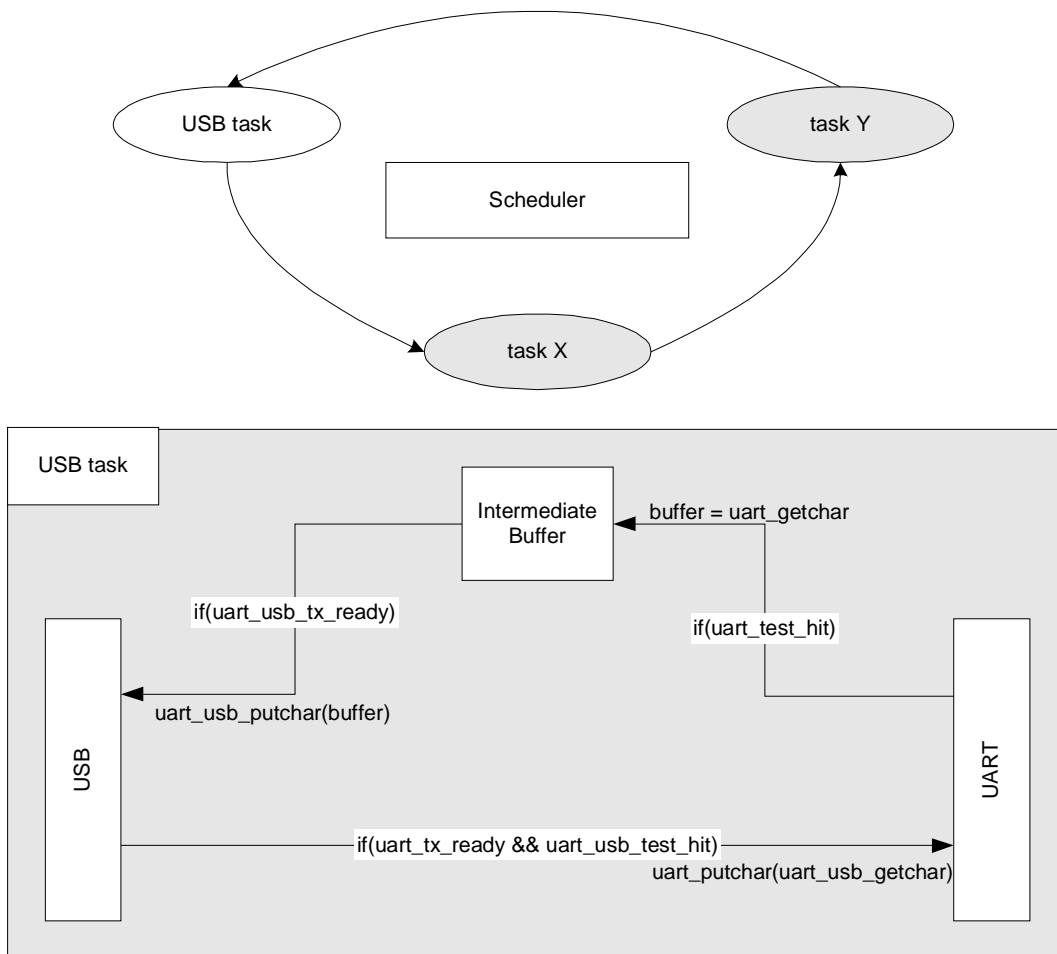 USB task
task Y
Scheduler
task X
USB task
Intermediate
Buffer
buffer = uart_getchar
if(uart_usb_tx_ready)
if(uart_test_hit)
uart_usb_putchar(buffer)
USB
UART
if(uart_tx_ready && uart_usb_test_hit)
uart_putchar(uart_usb_getchar)